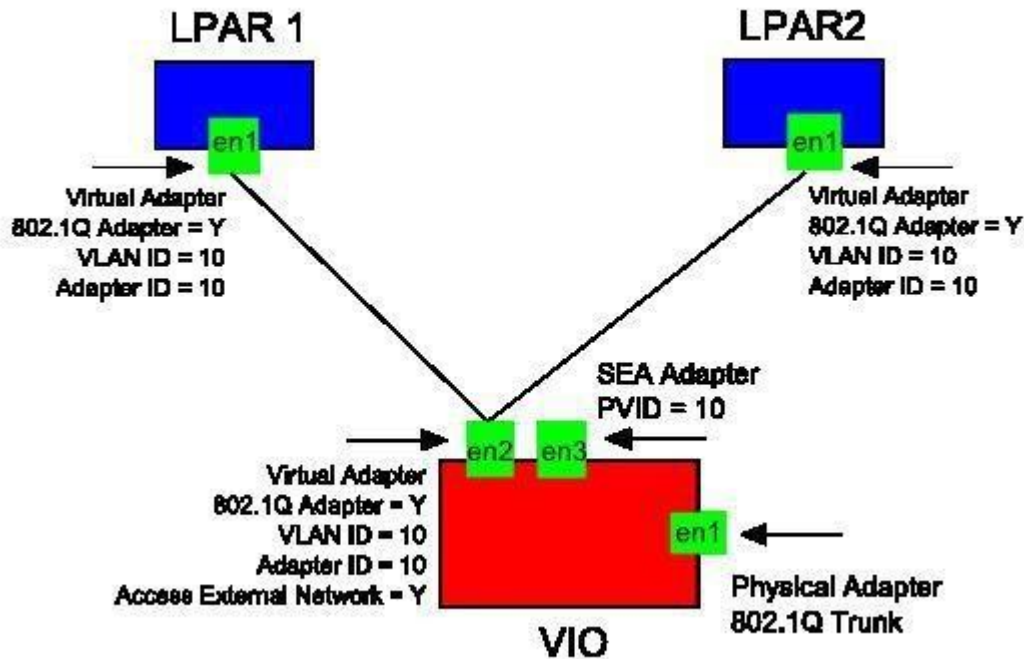 LPAR 1
LPAR2
en1
en1
Virtual Adapter
802.1Q Adapter = Y
VLAN ID = 10
Adapter ID = 10
Virtual Adapter
802.1Q Adapter = Y
VLAN ID = 10
Adapter ID = 10
SEA Adapter
PVID = 10
en2
en3
Virtual Adapter
802.1Q Adapter = Y
VLAN ID = 10
Adapter ID = 10
Access External Network = Y
en1
Physical Adapter
802.1Q Trunk
VIO